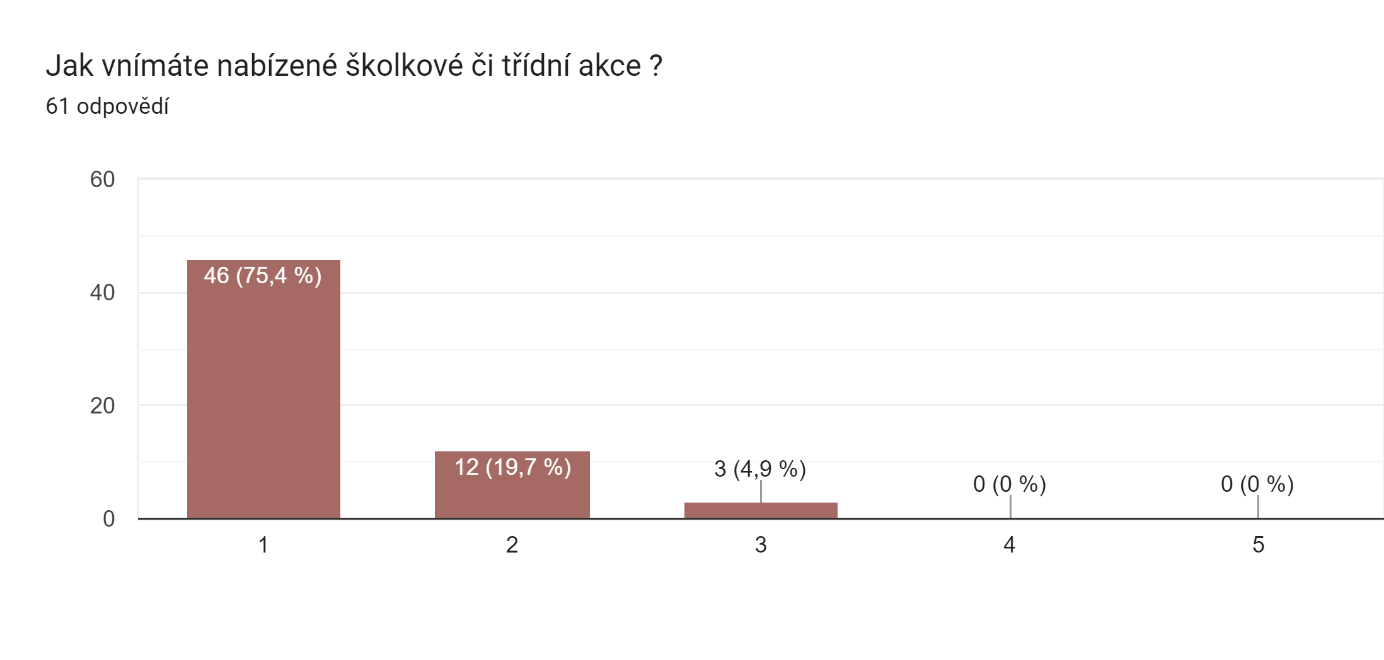 Jak vnímáte nabízené školkové či třídní akce ?
61 odpovědí
60
40
20
0
46 (75,4 %)
12 (19,7 %)
3 (4,9 %)
0 (0 %)
0 (0 %)
1 2 3 4 5